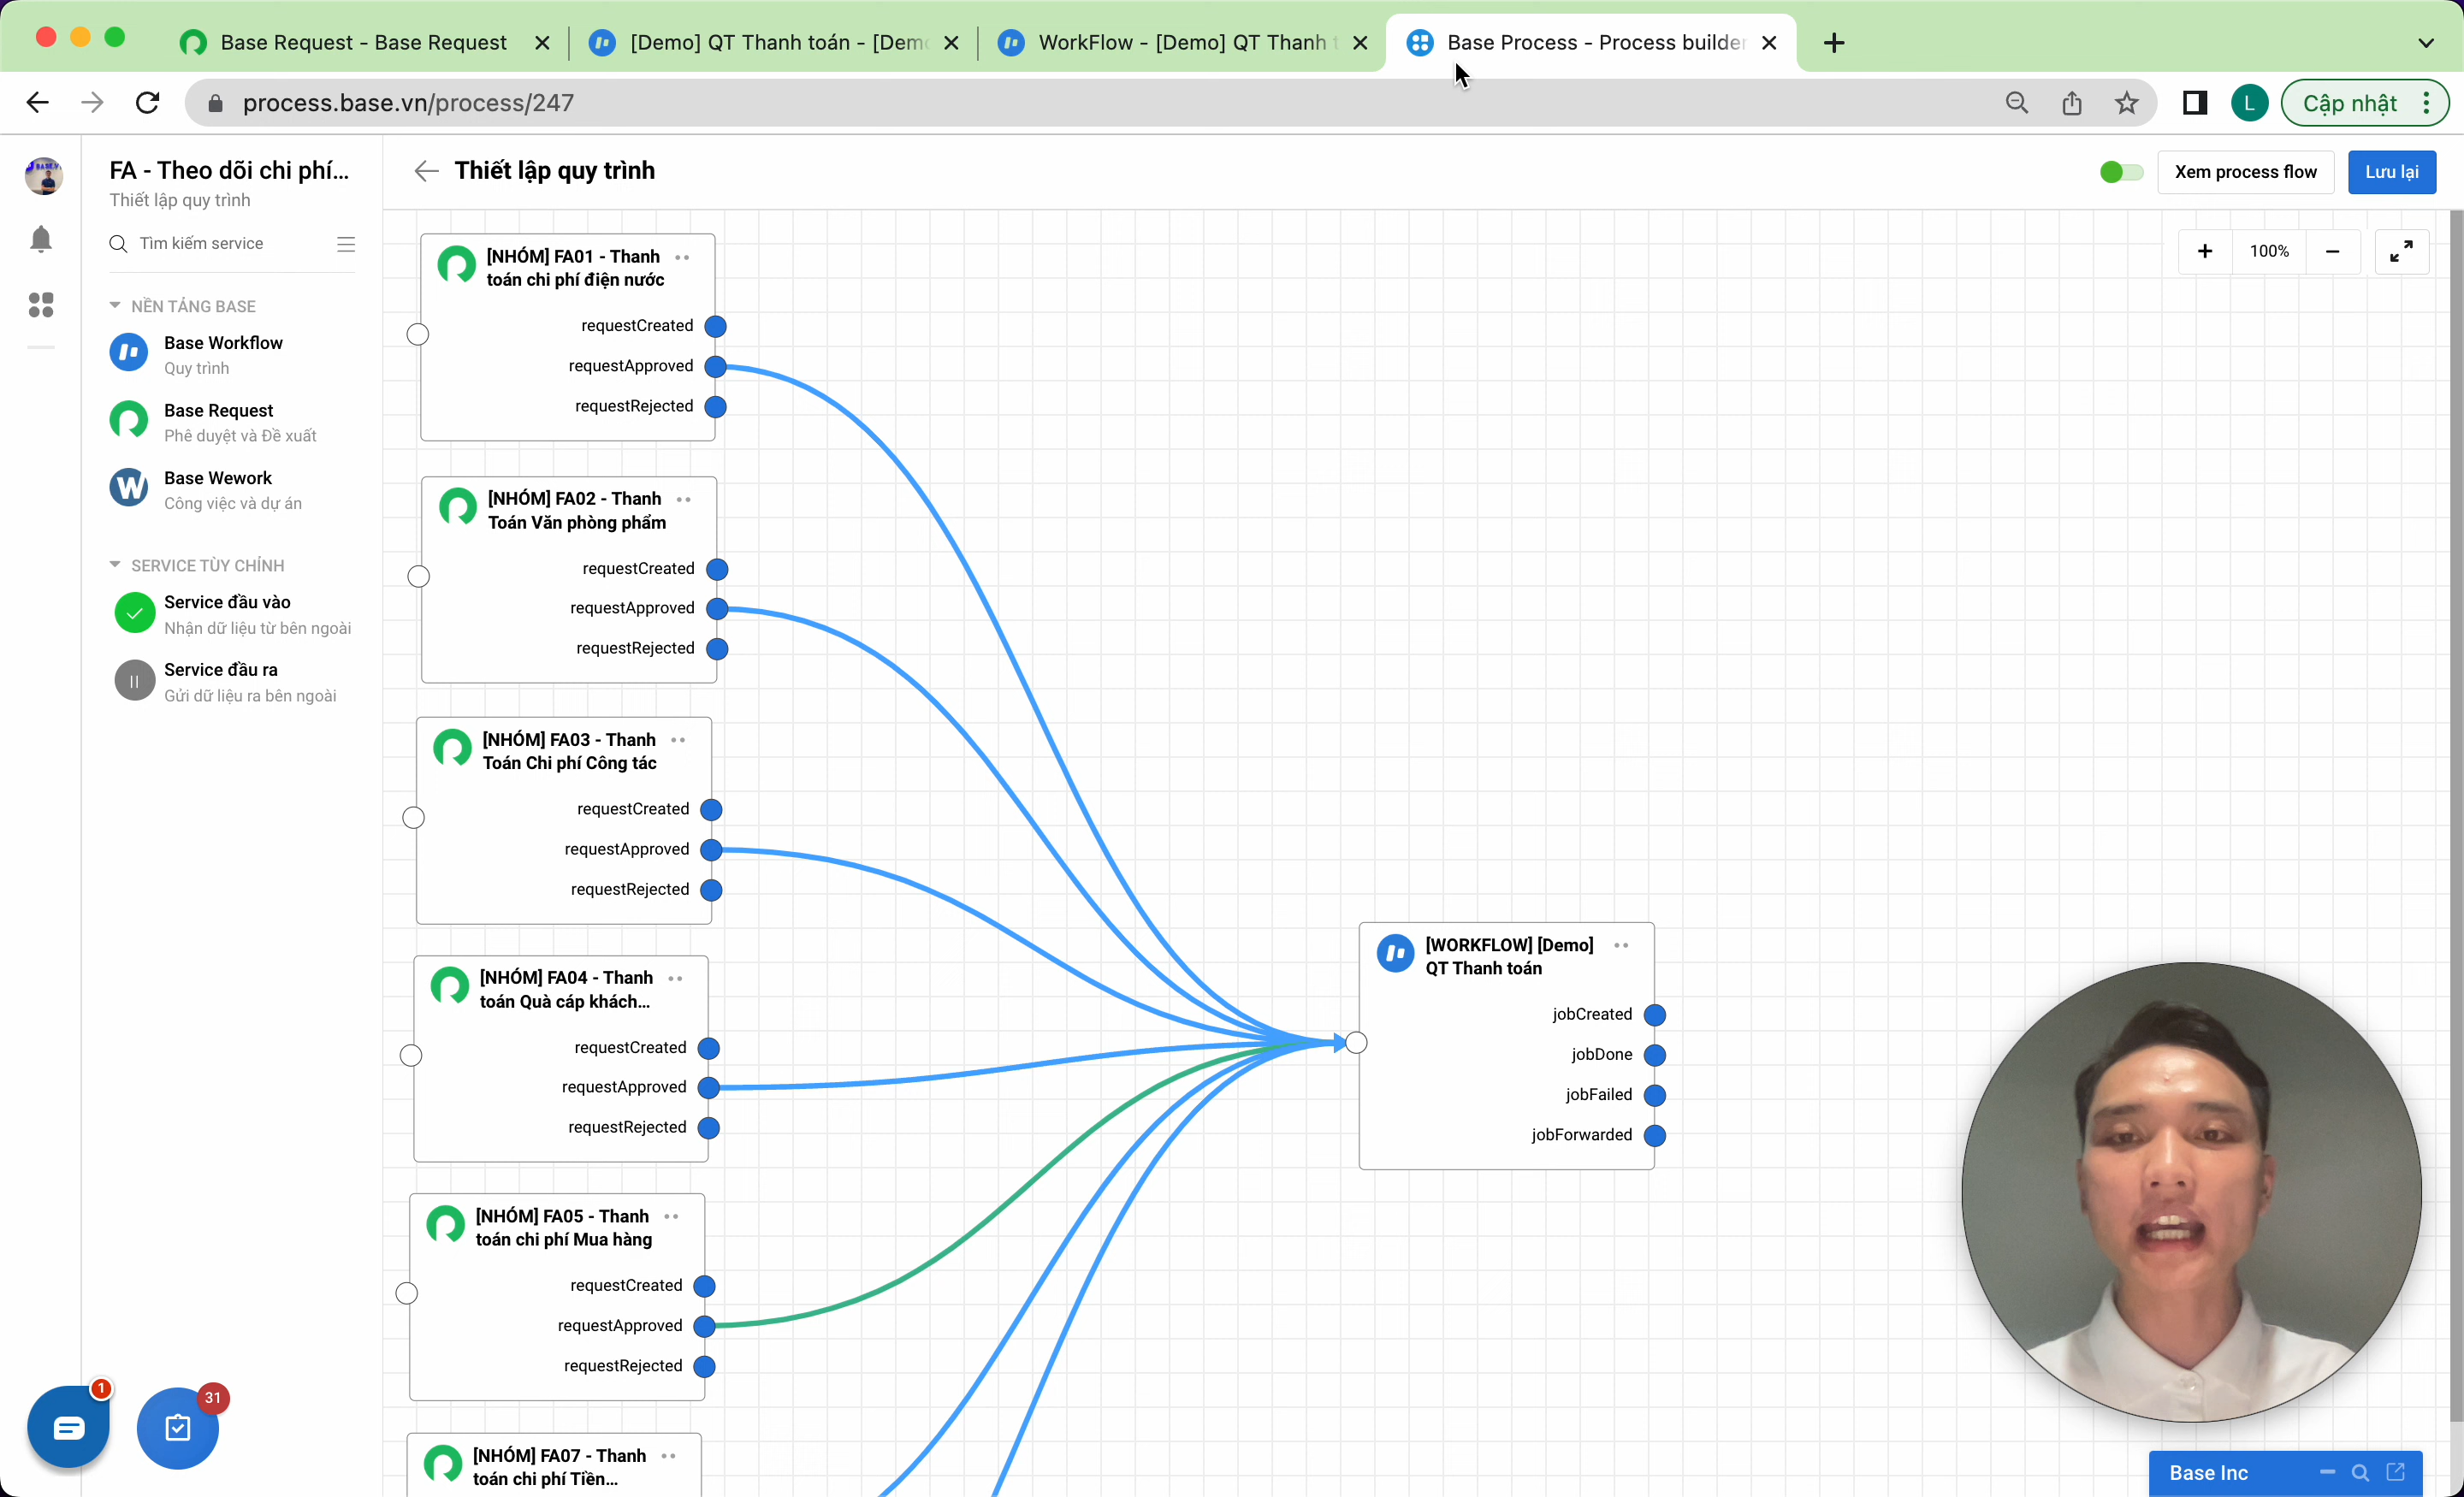 Base Request - Base Request
[Demo] QT Thanh toán - [Dem
WorkFlow - [Demo] QT Thanh t
Base Process - Process builder
process.base.vn/process/247
L
Cập nhật
FA - Theo dõi chi phí...
Thiết lập quy trình
Tìm kiếm service
NỀN TẢNG BASE
Base Workflow
Quy trình
Base Request
Phê duyệt và Đề xuất
W
Base Wework
Công việc và dự án
SERVICE TÙY CHỈNH
Service đầu vào
Nhận dữ liệu từ bên ngoài
Service đầu ra
Gửi dữ liệu ra bên ngoài
1
31
Thiết lập quy trình
Xem process flow
Lưu lại
100%
[NHÓM] FA01 - Thanh
toán chi phí điện nước
requestCreated
requestApproved
requestRejected
[NHÓM] FA02 - Thanh
Toán Văn phòng phẩm
requestCreated
requestApproved
requestRejected
[NHÓM] FA03 - Thanh
Toán Chi phí Công tác
requestCreated
requestApproved
requestRejected
[NHÓM] FA04 - Thanh
toán Quà cáp khách...
requestCreated
requestApproved
requestRejected
[NHÓM] FA05 - Thanh
toán chi phí Mua hàng
requestCreated
requestApproved
requestRejected
[NHÓM] FA07 - Thanh
toán chi phí Tiền...
[WORKFLOW] [Demo]
QT Thanh toán
jobCreated
jobDone
jobFailed
jobForwarded
Base Inc